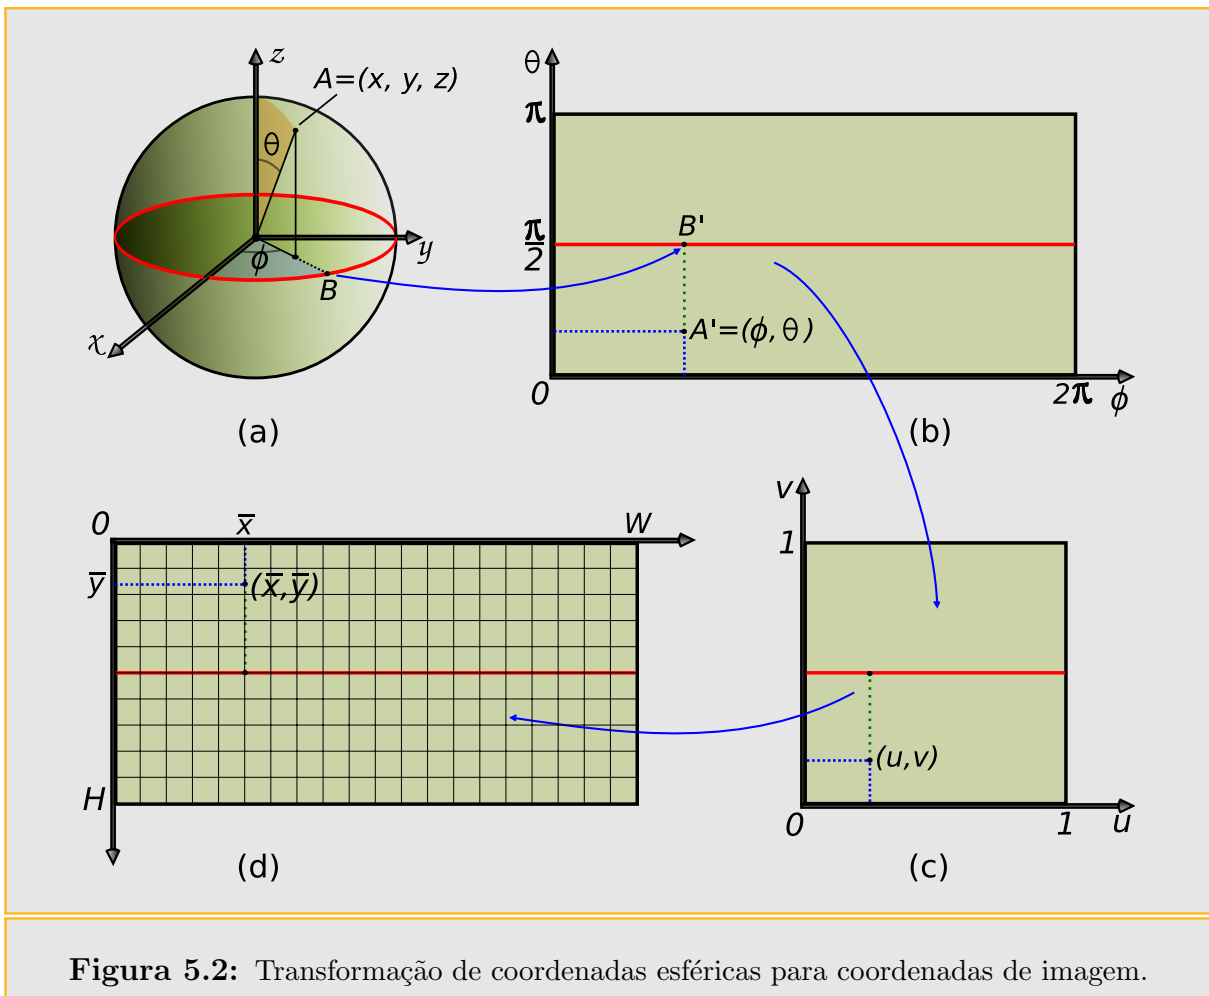 z
A=(x, y, z)
θ
ϕ
B
y
x
(a)
θ
π
π/2
B'
A'=(ϕ, θ)
0
2π
ϕ
(b)
0
x̅
W
y̅
(x̅,y̅)
H
(d)
v
1
(u,v)
0
1
u
(c)
Figura 5.2: Transformação de coordenadas esféricas para coordenadas de imagem.